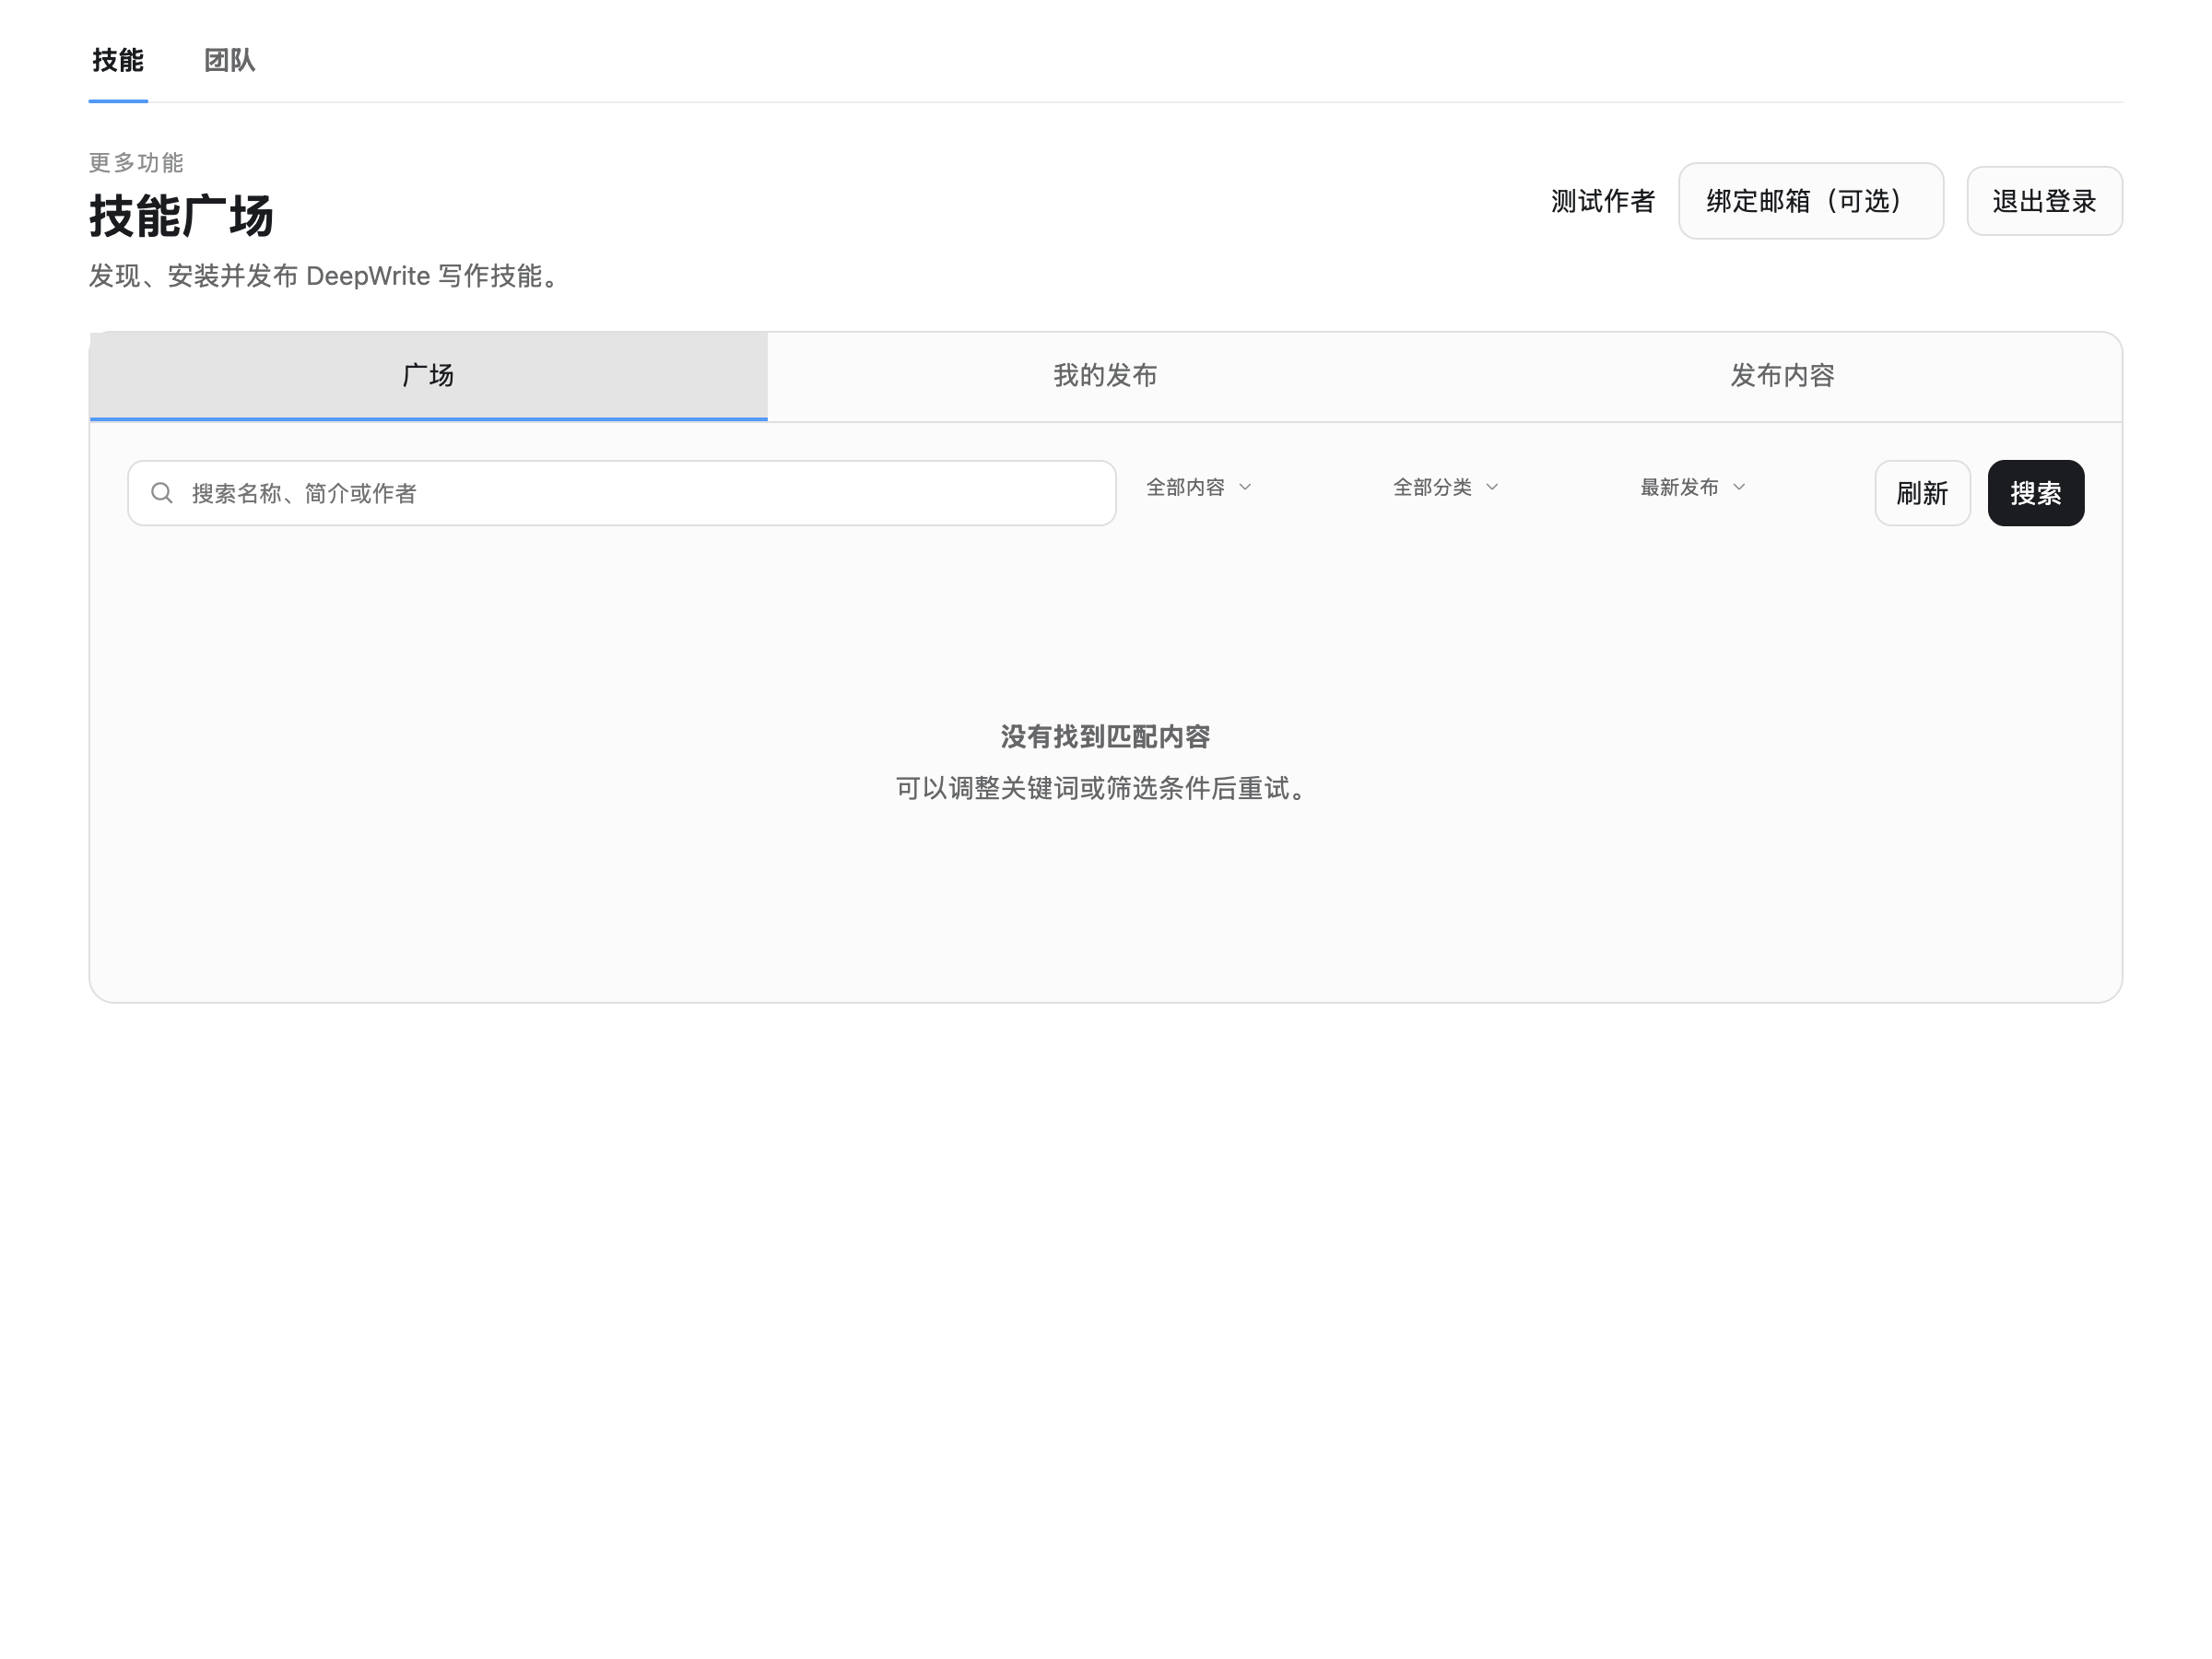 技能 团队
更多功能
技能广场
测试作者 绑定邮箱（可选） 退出登录
发现、安装并发布 DeepWrite 写作技能。
广场 我的发布 发布内容
搜索名称、简介或作者 全部内容 全部分类 最新发布 刷新 搜索
没有找到匹配内容
可以调整关键词或筛选条件后重试。